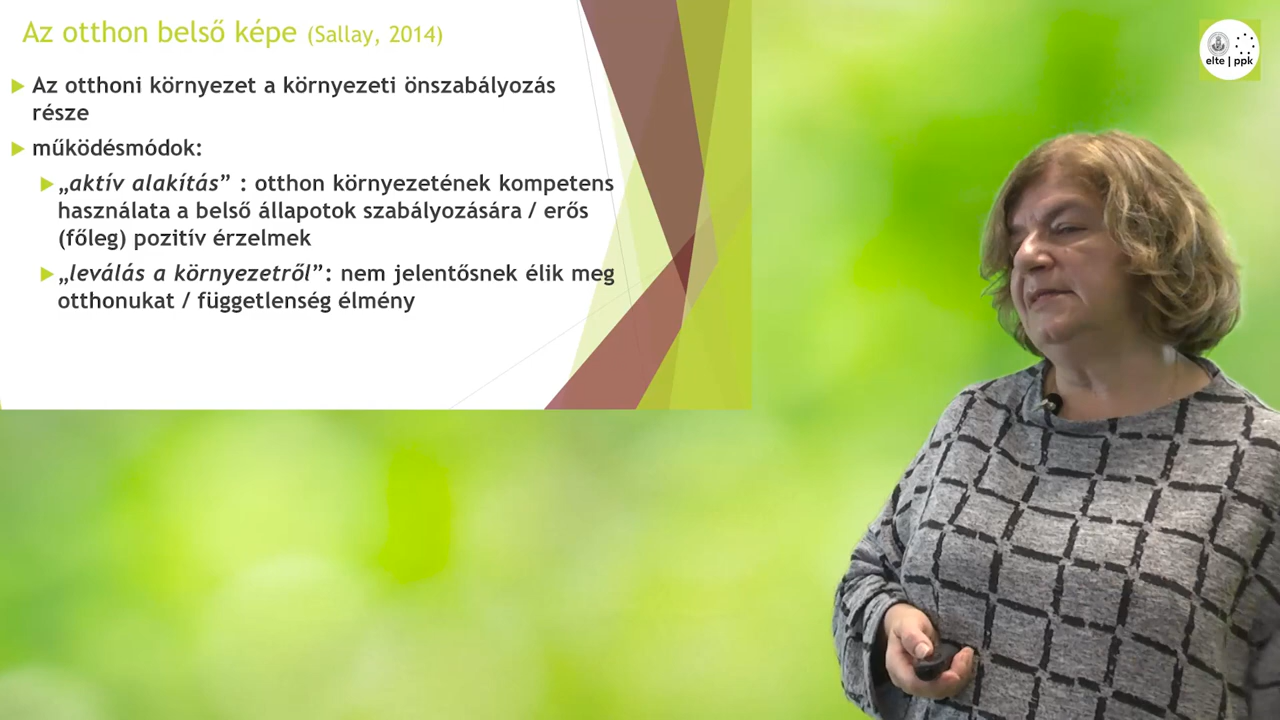 Az otthon belső képe (Sallay, 2014)
Az otthoni környezet a környezeti önszabályozás
része
működésmódok:
„aktív alakítás” : otthon környezetének kompetens
használata a belső állapotok szabályozására / erős
(főleg) pozitív érzelmek
„leválás a környezetről”: nem jelentősnek élik meg
otthonukat / függetlenség élmény
elte | ppk